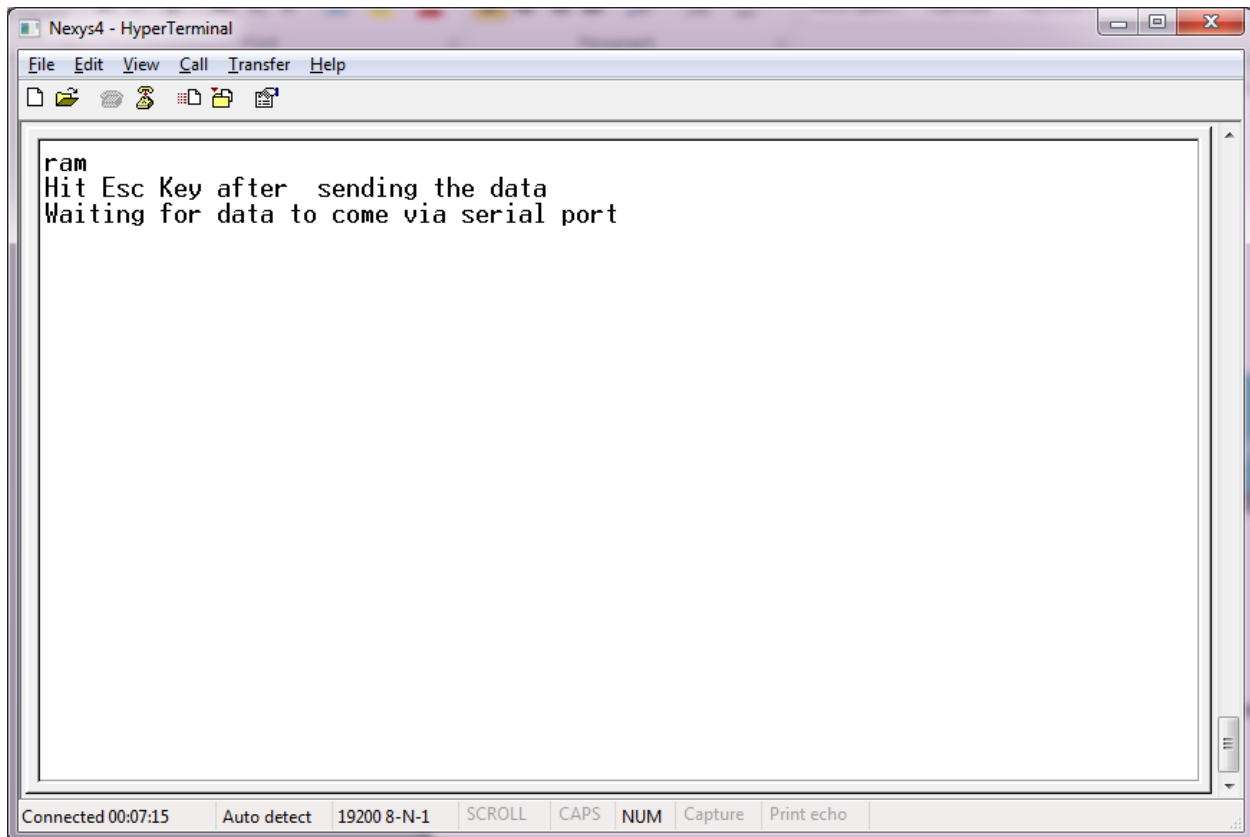 Nexys4 - HyperTerminal
File Edit View Call Transfer Help
ram
Hit Esc Key after  sending the data
Waiting for data to come via serial port
Connected 00:07:15 Auto detect 19200 8-N-1 SCROLL CAPS NUM Capture Print echo